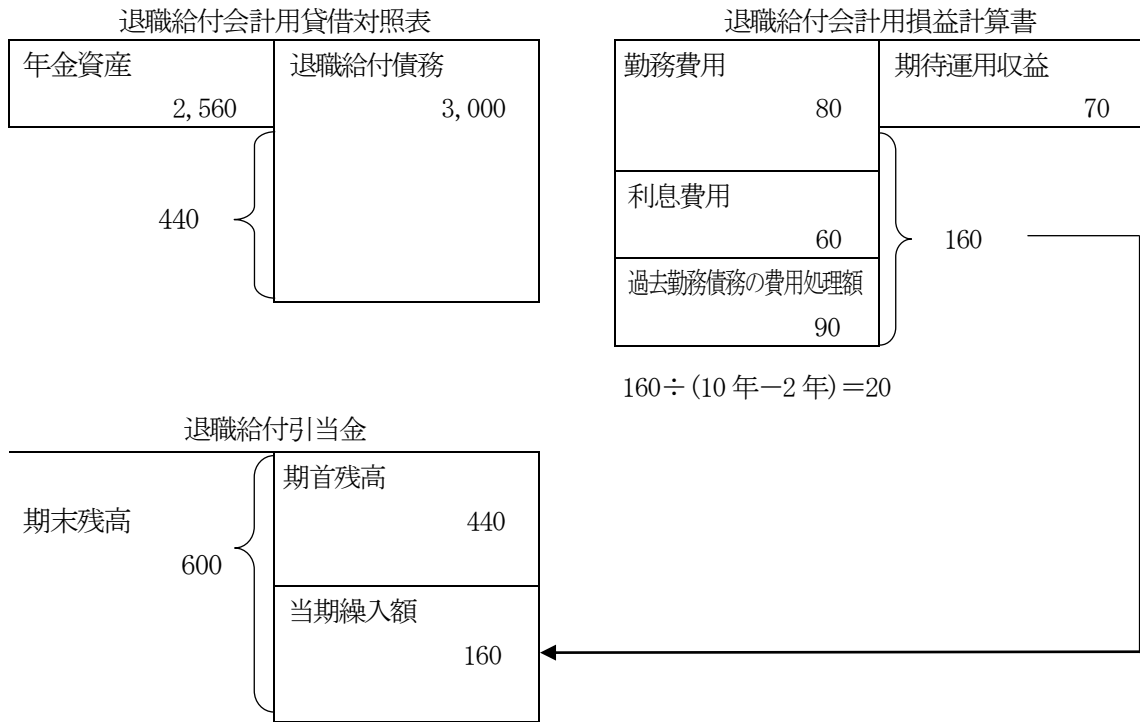 退職給付会計用貸借対照表
年金資産
2,560
退職給付債務
3,000
440
退職給付会計用損益計算書
勤務費用
80
期待運用収益
70
利息費用
60
過去勤務債務の費用処理額
90
160
160÷(10年－2年)＝20
退職給付引当金
期末残高
600
期首残高
440
当期繰入額
160